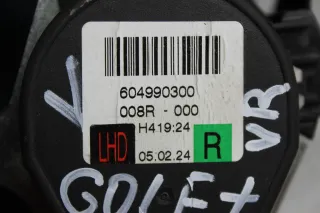 604990300
008R - 000
H419:24
LHD
05.02.24
R
V
VR.
GOLF +